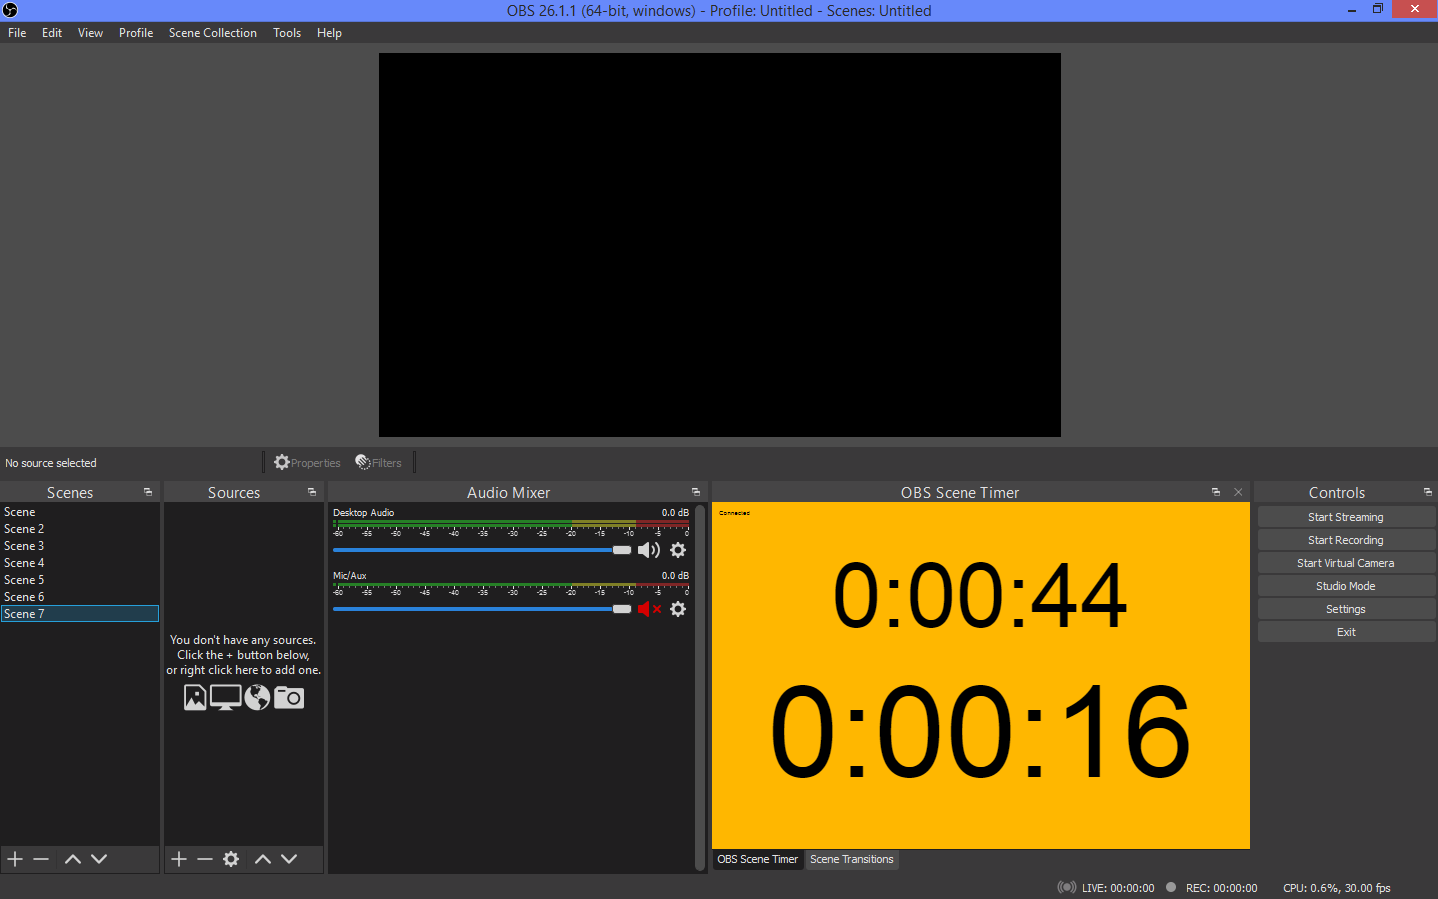 OBS 26.1.1 (64-bit, windows) - Profile: Untitled - Scenes: Untitled
File Edit View Profile Scene Collection Tools Help
No source selected Properties Filters
Scenes
Scene
Scene 2
Scene 3
Scene 4
Scene 5
Scene 6
Scene 7
Sources
You don't have any sources.
Click the + button below,
or right click here to add one.
Audio Mixer
Desktop Audio 0.0 dB
-60 -55 -50 -45 -40 -35 -30 -25 -20 -15 -10 -5 0
Mic/Aux 0.0 dB
-60 -55 -50 -45 -40 -35 -30 -25 -20 -15 -10 -5 0
OBS Scene Timer
Connected
0:00:44
0:00:16
OBS Scene Timer Scene Transitions
Controls
Start Streaming
Start Recording
Start Virtual Camera
Studio Mode
Settings
Exit
LIVE: 00:00:00 REC: 00:00:00 CPU: 0.6%, 30.00 fps